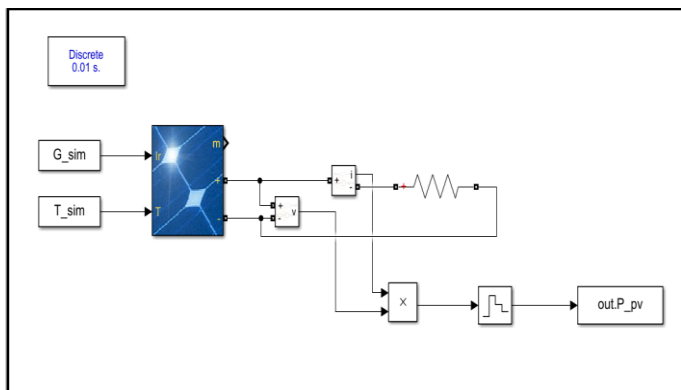 Discrete
0.01 s.
G_sim
Ir
m
T_sim
T
+
-
+
-
v
+
i
-
+
×
out.P_pv